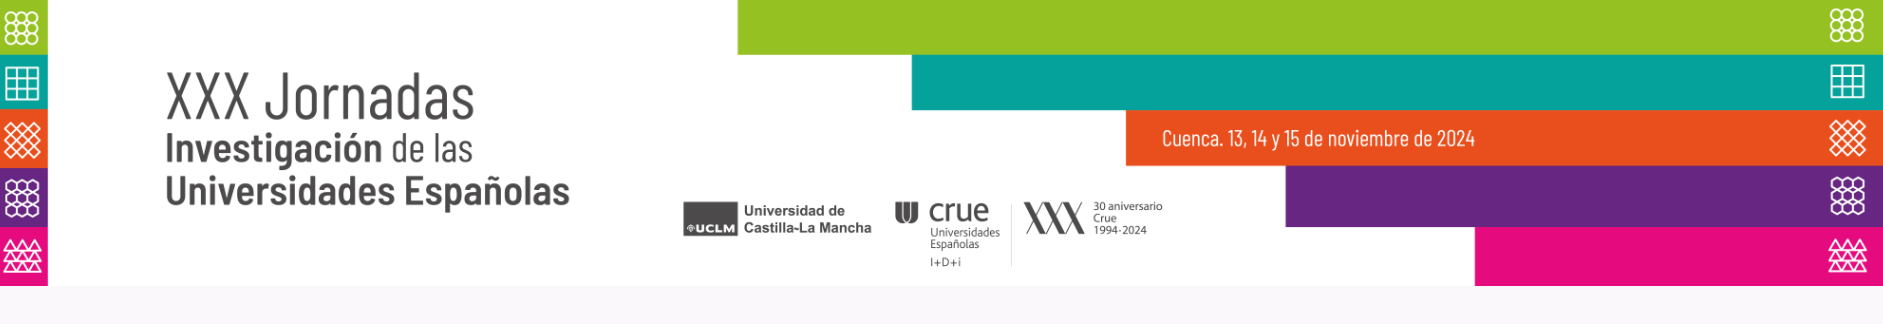 XXX Jornadas
Investigación de las
Universidades Españolas
Cuenca. 13, 14 y 15 de noviembre de 2024
UCLM
Universidad de
Castilla-La Mancha
crue
Universidades
Españolas
I+D+i
XXX
30 aniversario
Crue
1994-2024